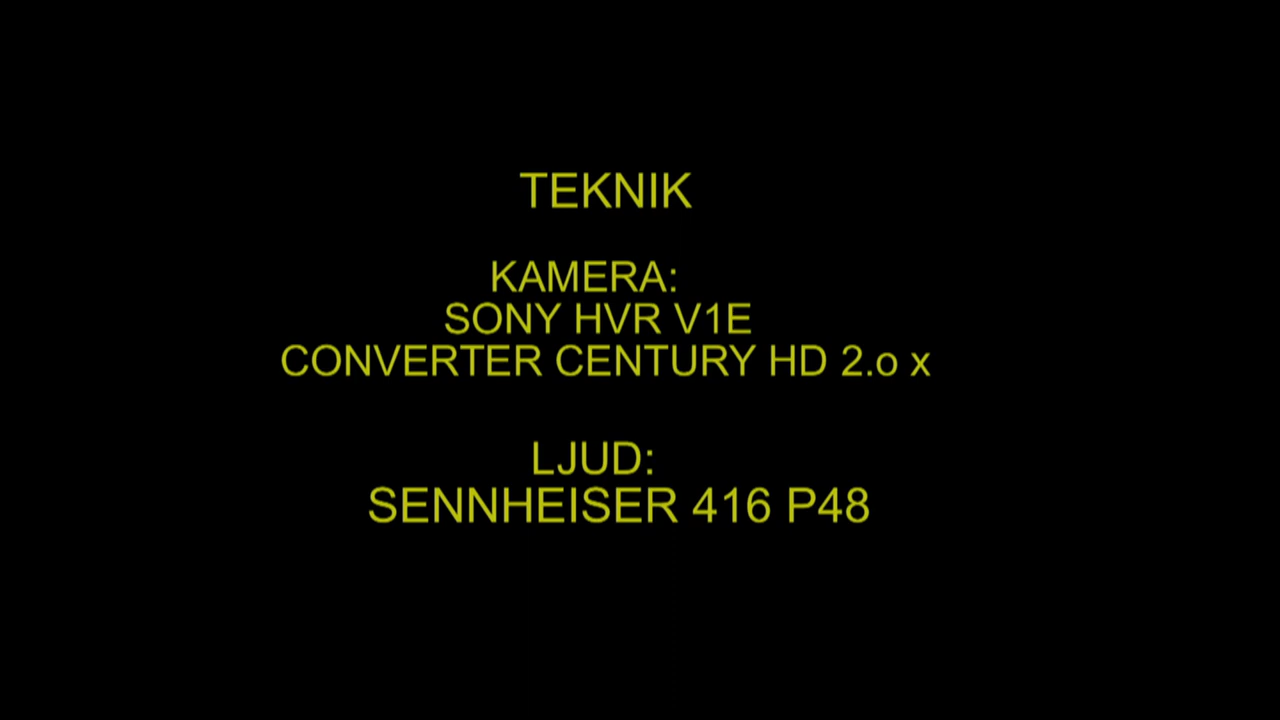 TEKNIK
KAMERA:
SONY HVR V1E
CONVERTER CENTURY HD 2.o x
LJUD:
SENNHEISER 416 P48